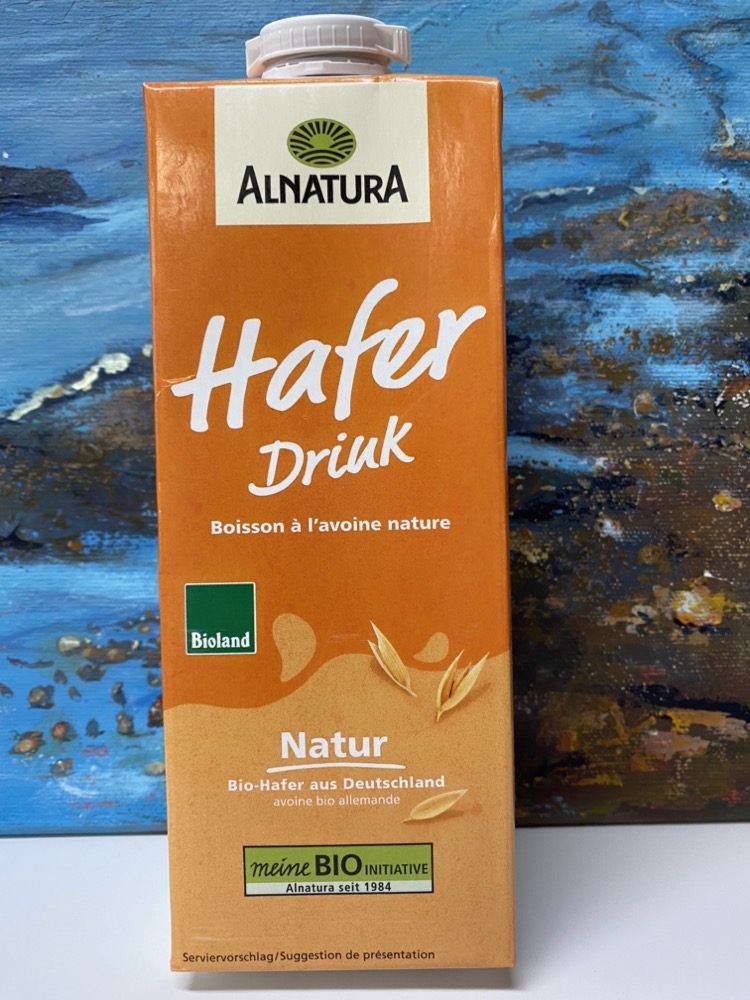 ALNATURA
Hafer
Drink
Boisson à l'avoine nature
Bioland
Natur
Bio-Hafer aus Deutschland
avoine bio allemande
meine BIO INITIATIVE
Alnatura seit 1984
Serviervorschlag/Suggestion de présentation